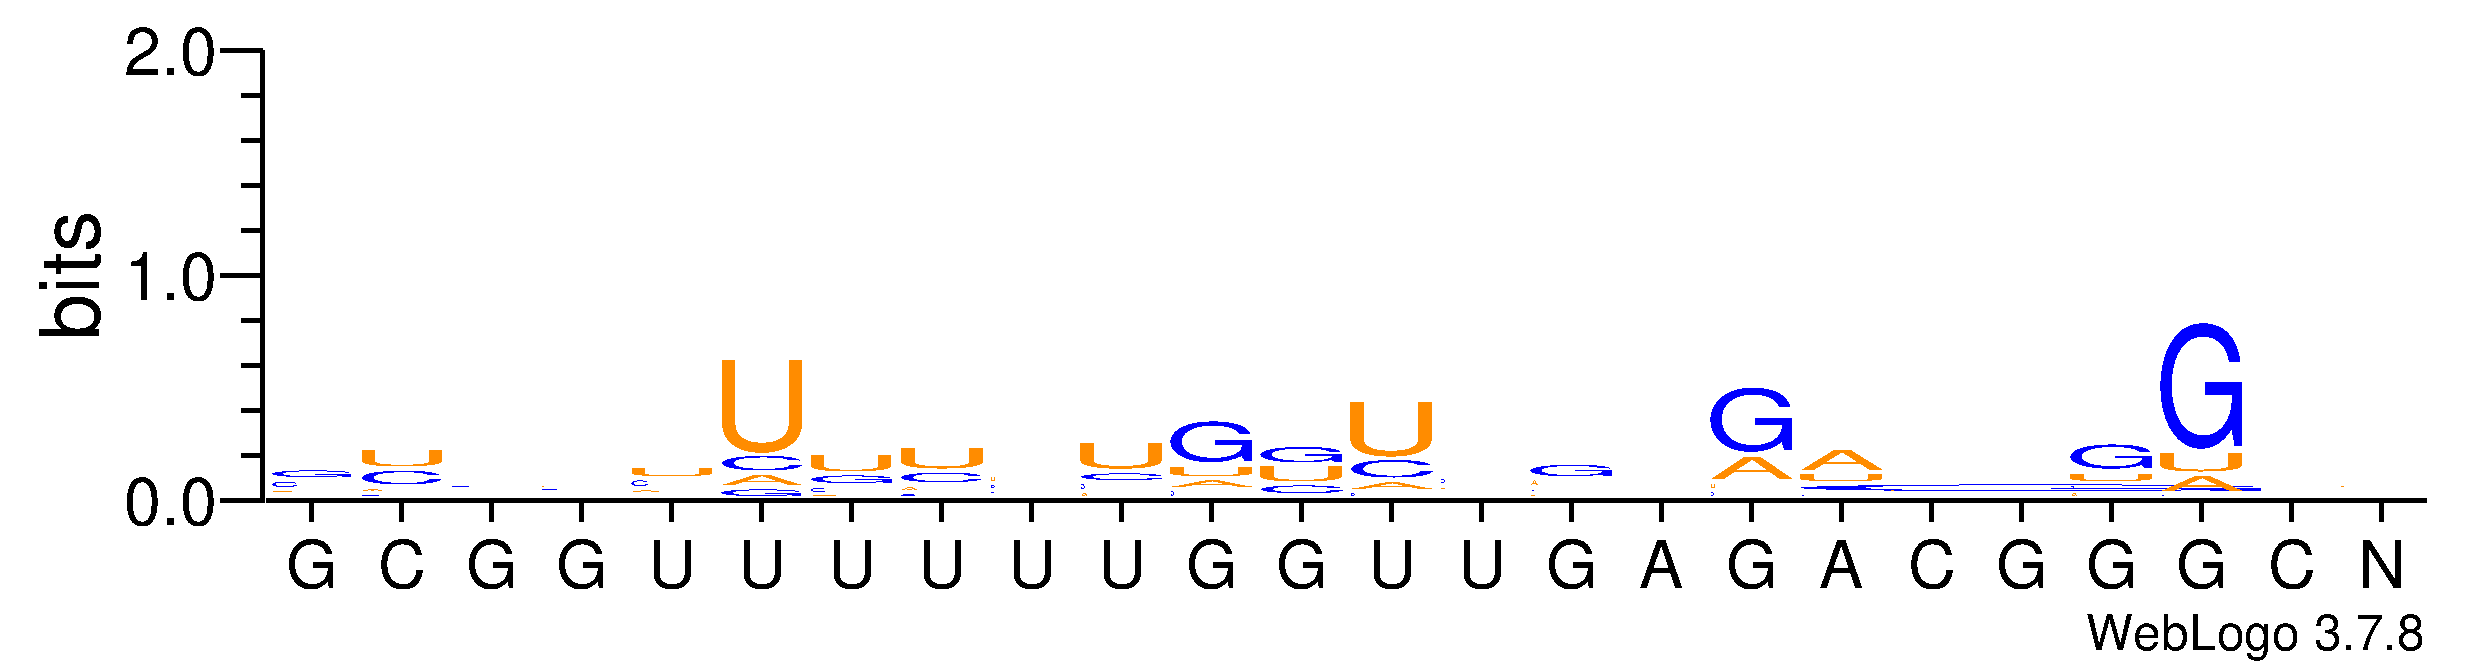 2.0
1.0
0.0
bits
G C G G U U U U U U G G U U G A G A C G G G C N
WebLogo 3.7.8